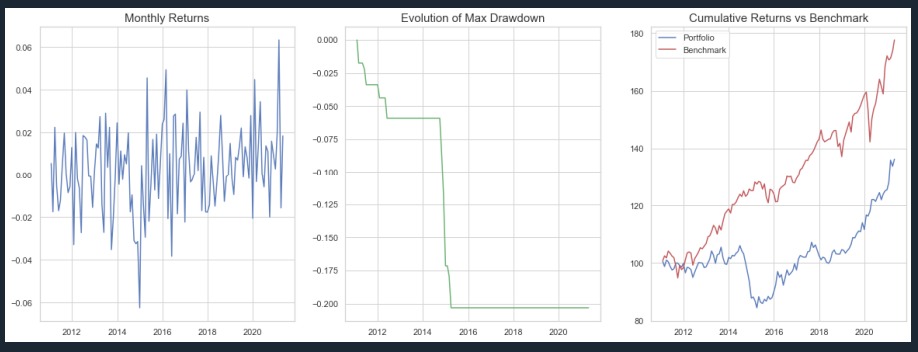 Monthly Returns
0.06
0.04
0.02
0.00
−0.02
−0.04
−0.06
2012 2014 2016 2018 2020
Evolution of Max Drawdown
0.000
−0.025
−0.050
−0.075
−0.100
−0.125
−0.150
−0.175
−0.200
2012 2014 2016 2018 2020
Cumulative Returns vs Benchmark
Portfolio
Benchmark
180
160
140
120
100
80
2012 2014 2016 2018 2020